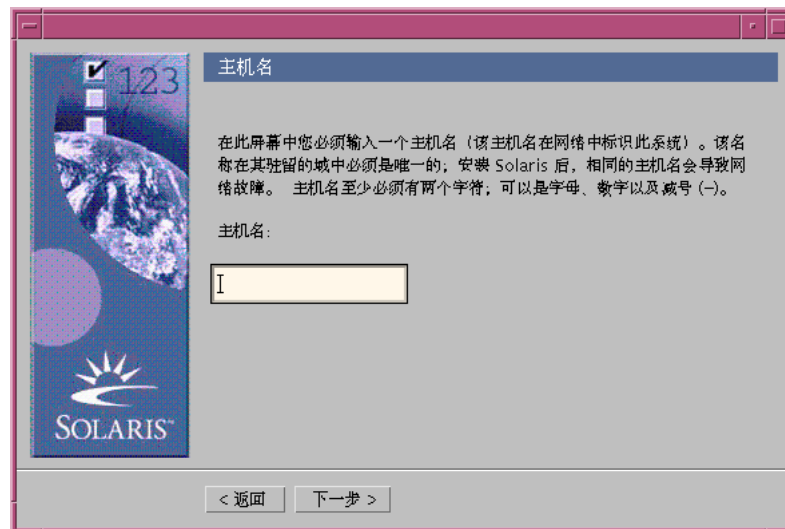 123
主机名
在此屏幕中您必须输入一个主机名（该主机名在网络中标识此系统）。该名
称在其驻留的域中必须是唯一的；安装 Solaris 后，相同的主机名会导致网
络故障。 主机名至少必须有两个字符；可以是字母、数字以及减号 (-)。
主机名：
SOLARIS™
< 返回
下一步 >